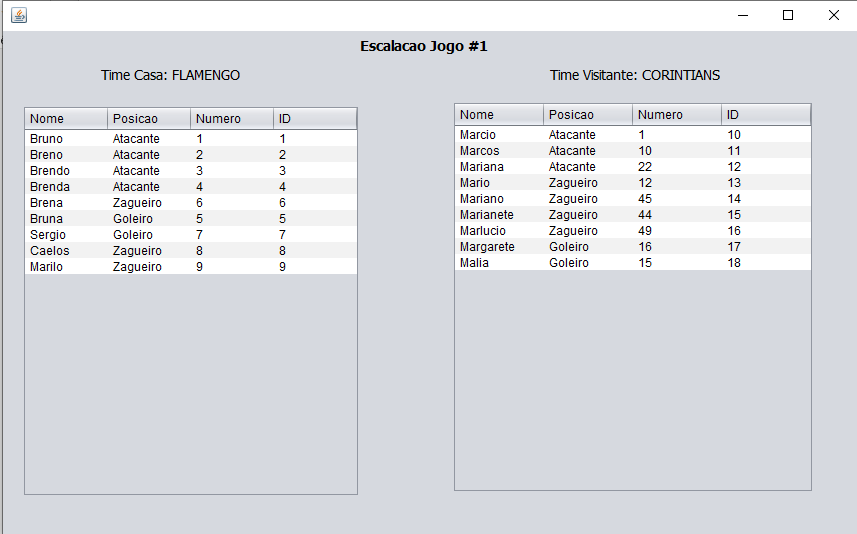 Escalacao Jogo #1
Time Casa: FLAMENGO
Nome Posicao Numero ID
Bruno Atacante 1 1
Breno Atacante 2 2
Brendo Atacante 3 3
Brenda Atacante 4 4
Brena Zagueiro 6 6
Bruna Goleiro 5 5
Sergio Goleiro 7 7
Caelos Zagueiro 8 8
Marilo Zagueiro 9 9
Time Visitante: CORINTIANS
Nome Posicao Numero ID
Marcio Atacante 1 10
Marcos Atacante 10 11
Mariana Atacante 22 12
Mario Zagueiro 12 13
Mariano Zagueiro 45 14
Marianete Zagueiro 44 15
Marlucio Zagueiro 49 16
Margarete Goleiro 16 17
Malia Goleiro 15 18